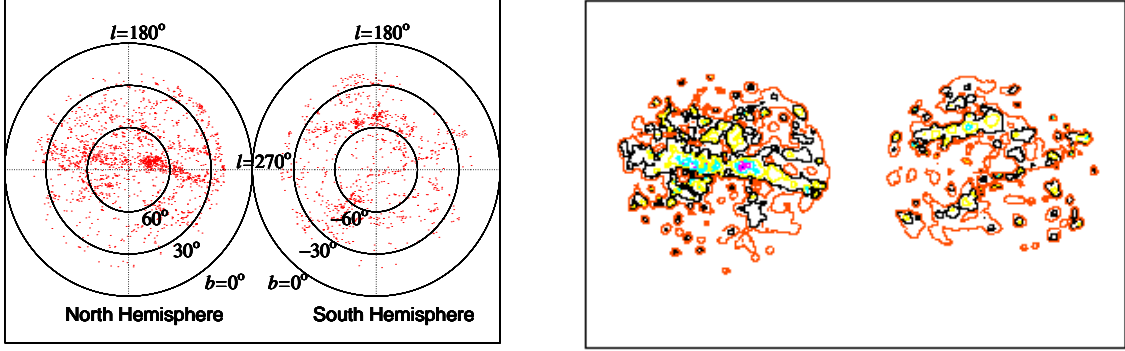 l=180° l=180°
l=270°
60° −60°
30° −30°
b=0° b=0°
North Hemisphere South Hemisphere